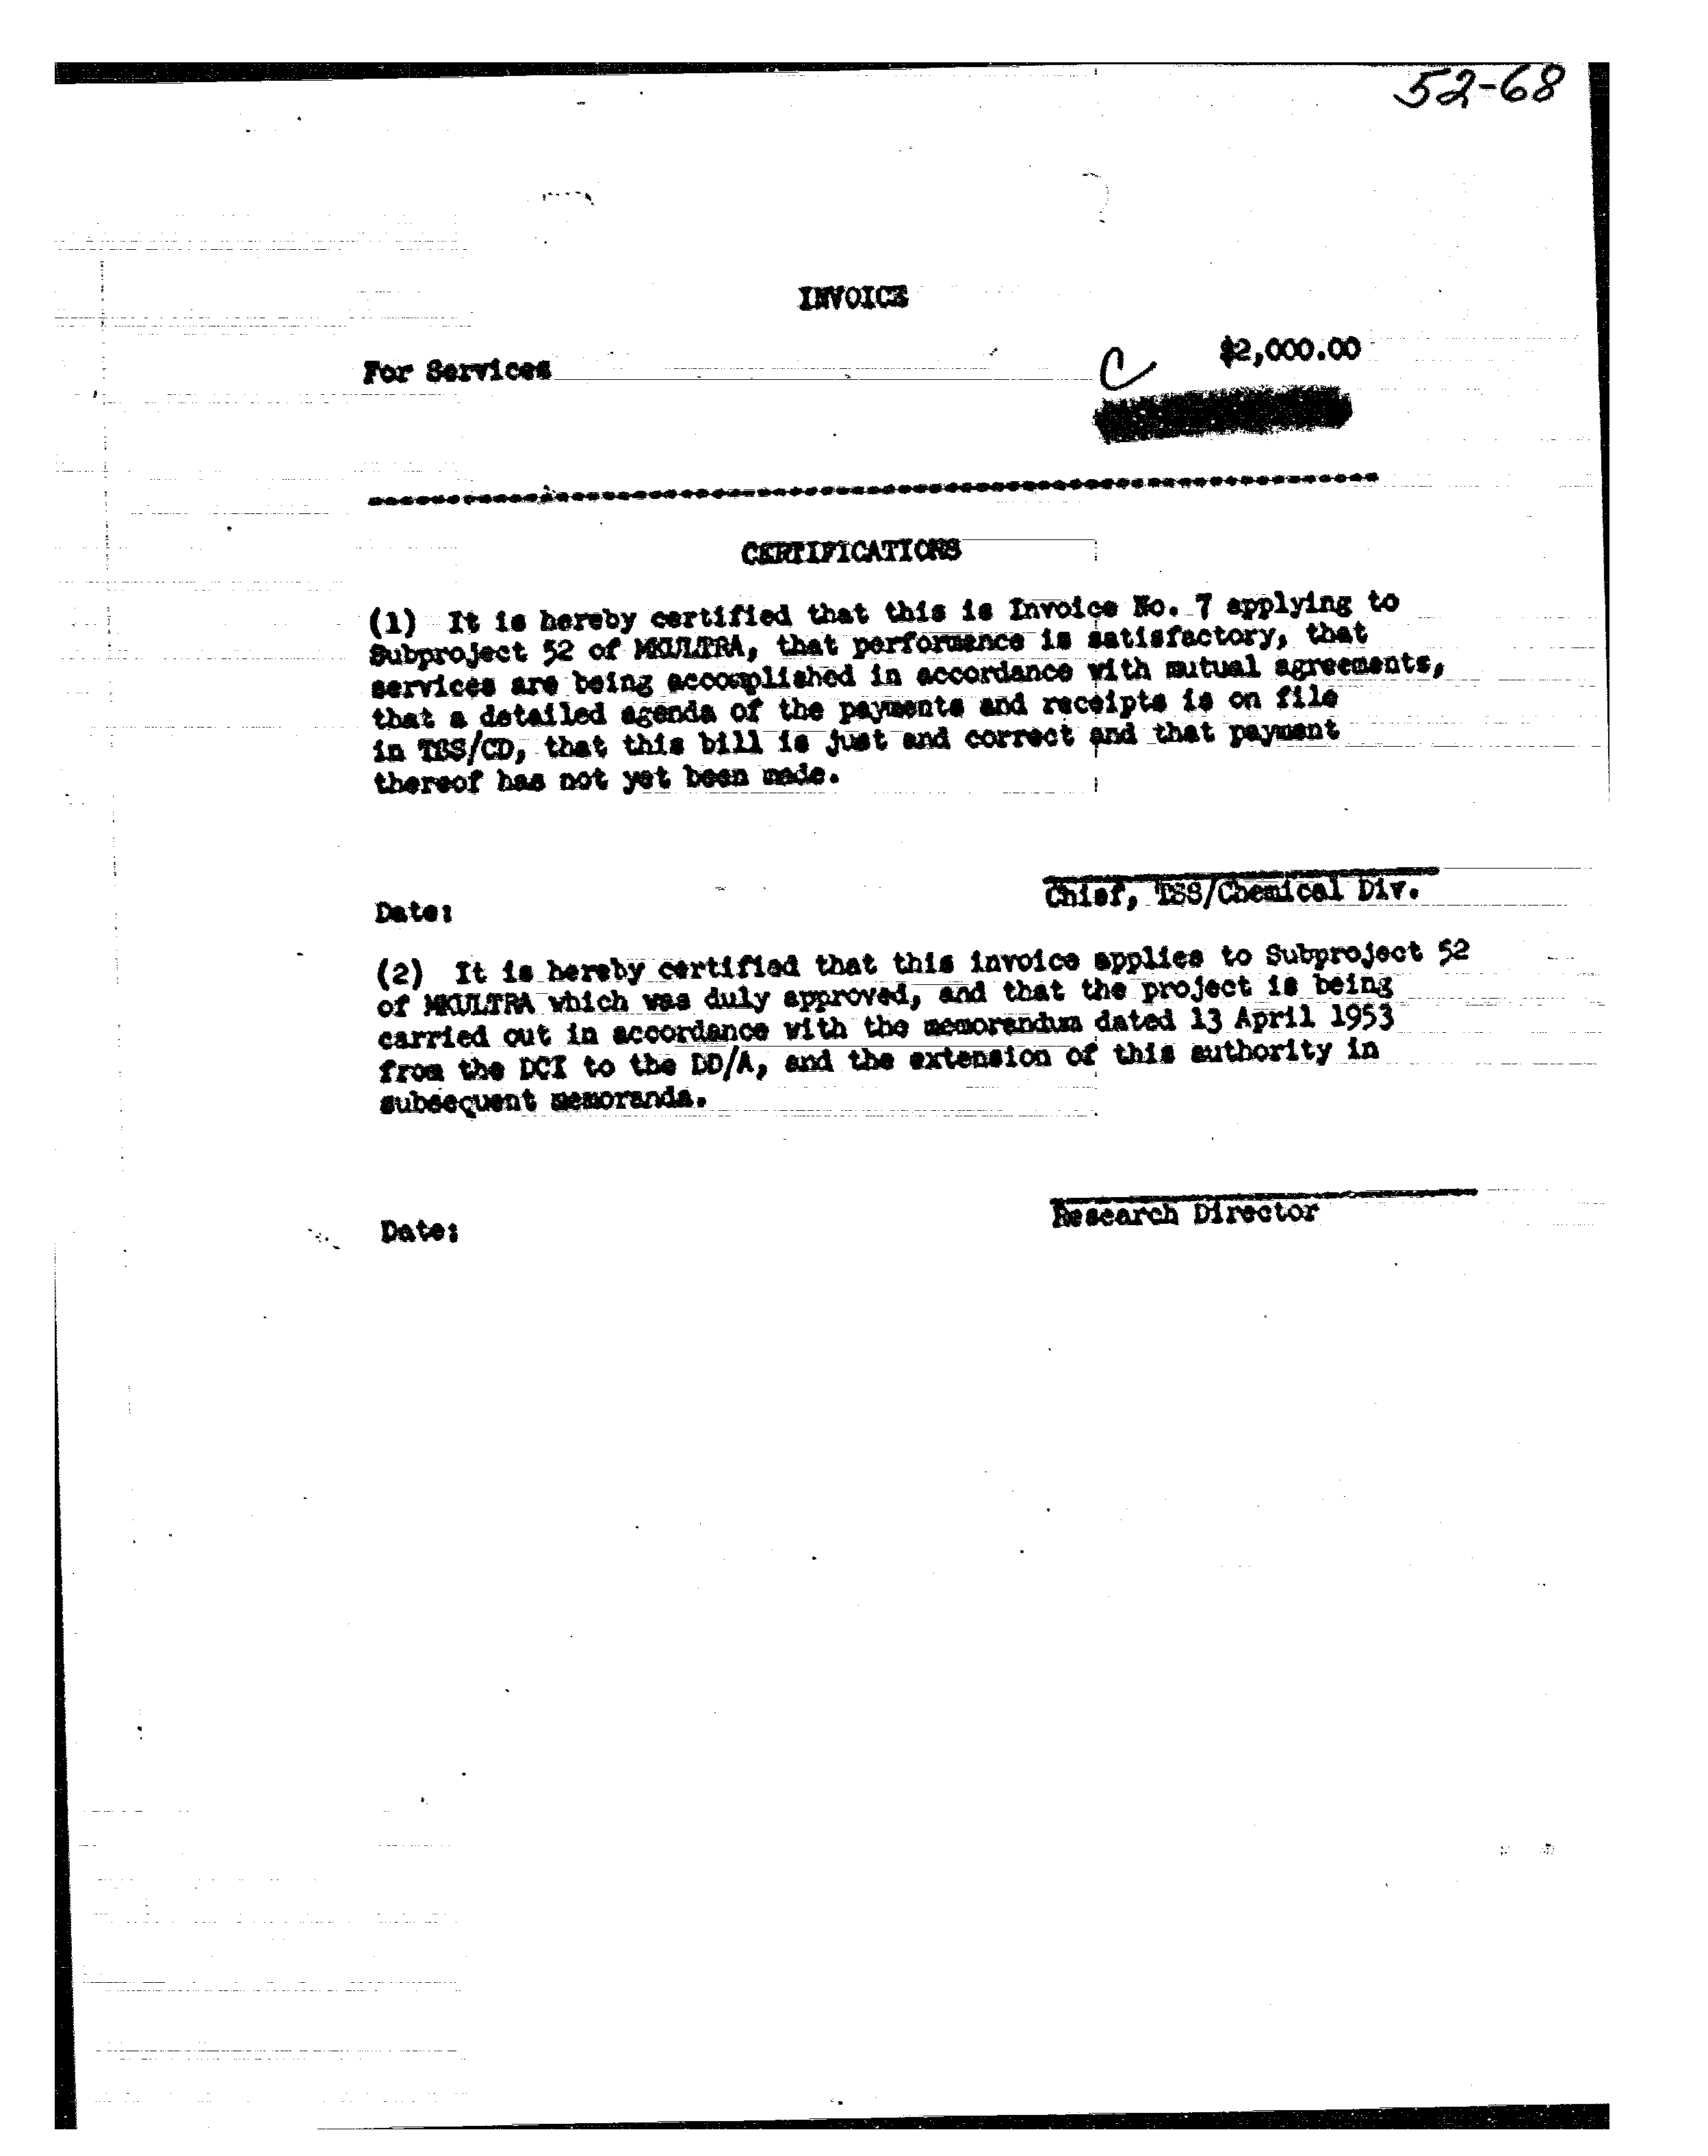 52-68
INVOICE
$2,000.00
For Services
C
CERTIFICATIONS
(1) It is hereby certified that this is Invoice No. 7 applying to
Subproject 52 of MKULTRA, that performance is satisfactory, that
services are being accomplished in accordance with mutual agreements,
that a detailed agenda of the payments and receipts is on file
in TSS/CD, that this bill is just and correct and that payment
thereof has not yet been made.
Chief, TSS/Chemical Div.
Date:
(2) It is hereby certified that this invoice applies to Subproject 52
of MKULTRA which was duly approved, and that the project is being
carried out in accordance with the memorandum dated 13 April 1953
from the DCI to the DD/A, and the extension of this authority in
subsequent memoranda.
Research Director
Date: